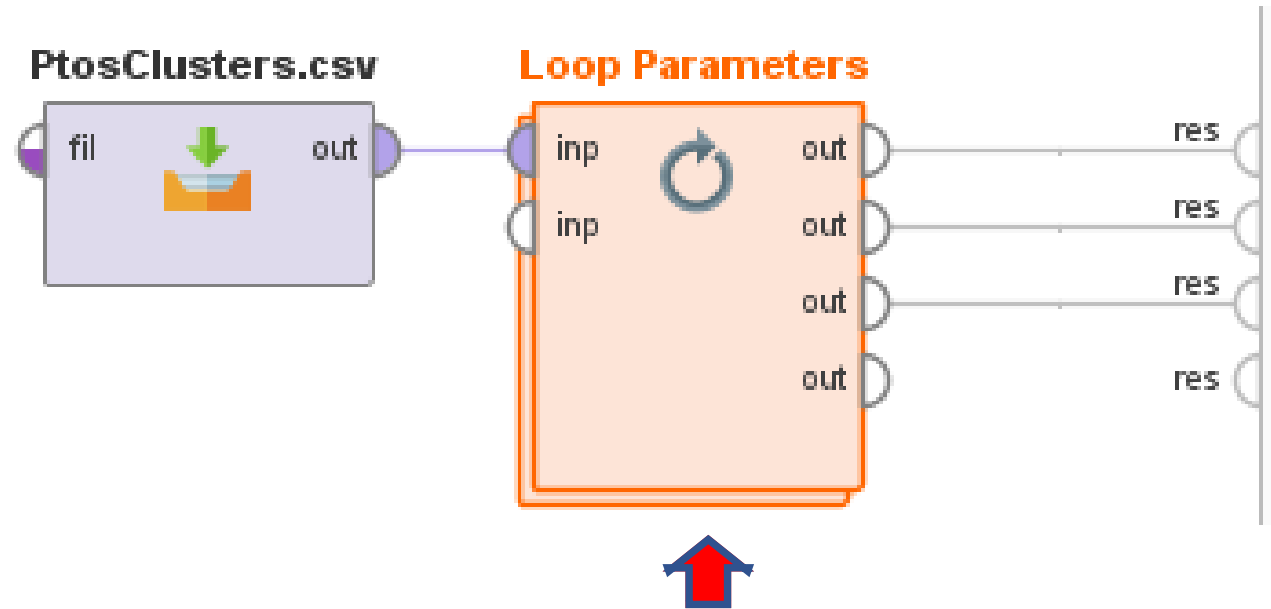 PtosClusters.csv
Loop Parameters
fil
out
inp
out
res
inp
out
res
out
res
out
res